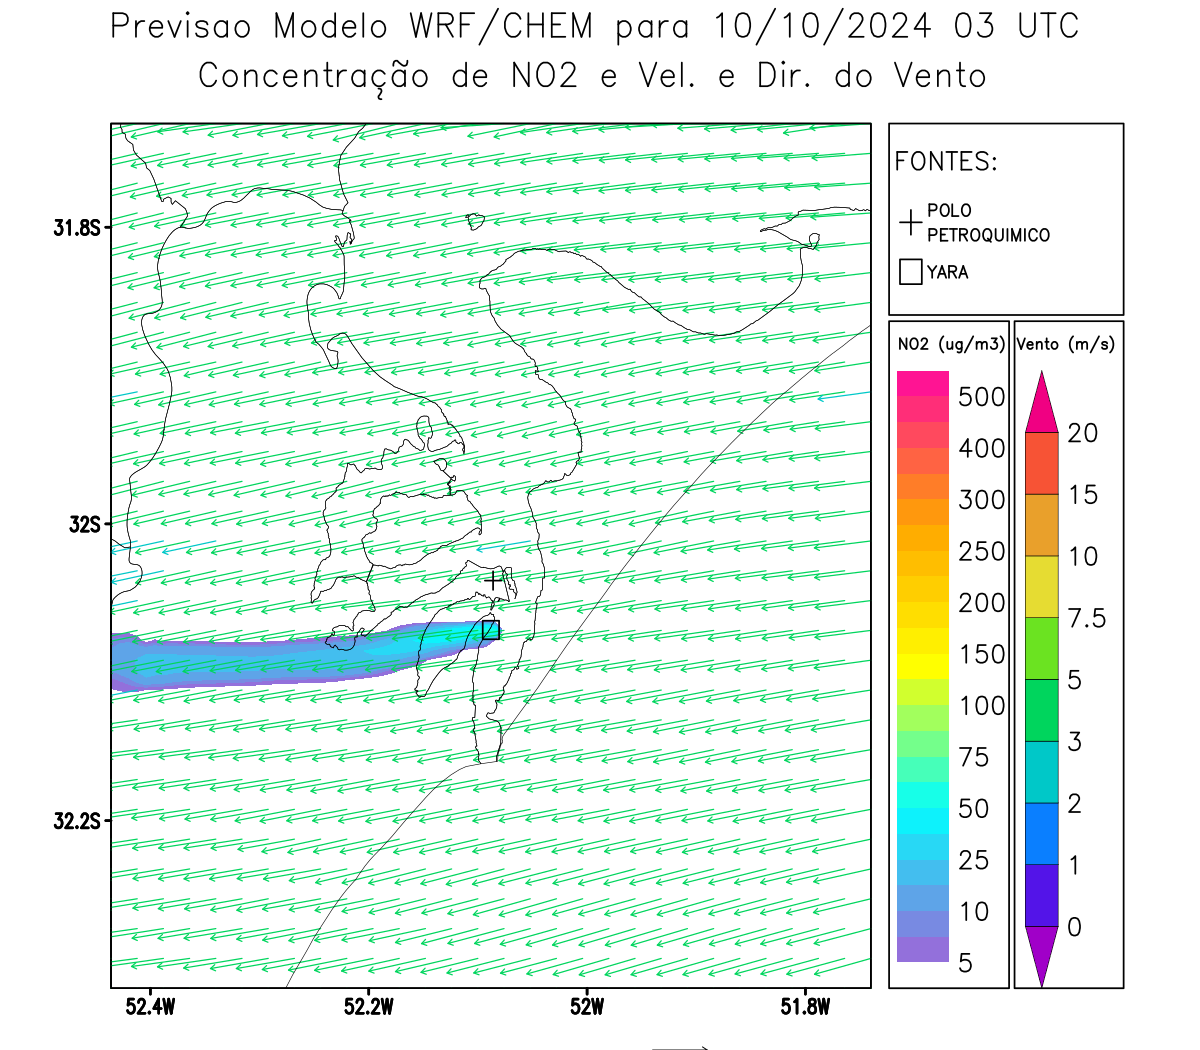 Previsao Modelo WRF/CHEM para 10/10/2024 03 UTC
Concentração de NO2 e Vel. e Dir. do Vento
FONTES:
POLO
PETROQUIMICO
YARA
NO2 (ug/m3)
500
400
300
250
200
150
100
75
50
25
10
5
Vento (m/s)
20
15
10
7.5
5
3
2
1
0
31.8S
32S
32.2S
52.4W
52.2W
52W
51.8W